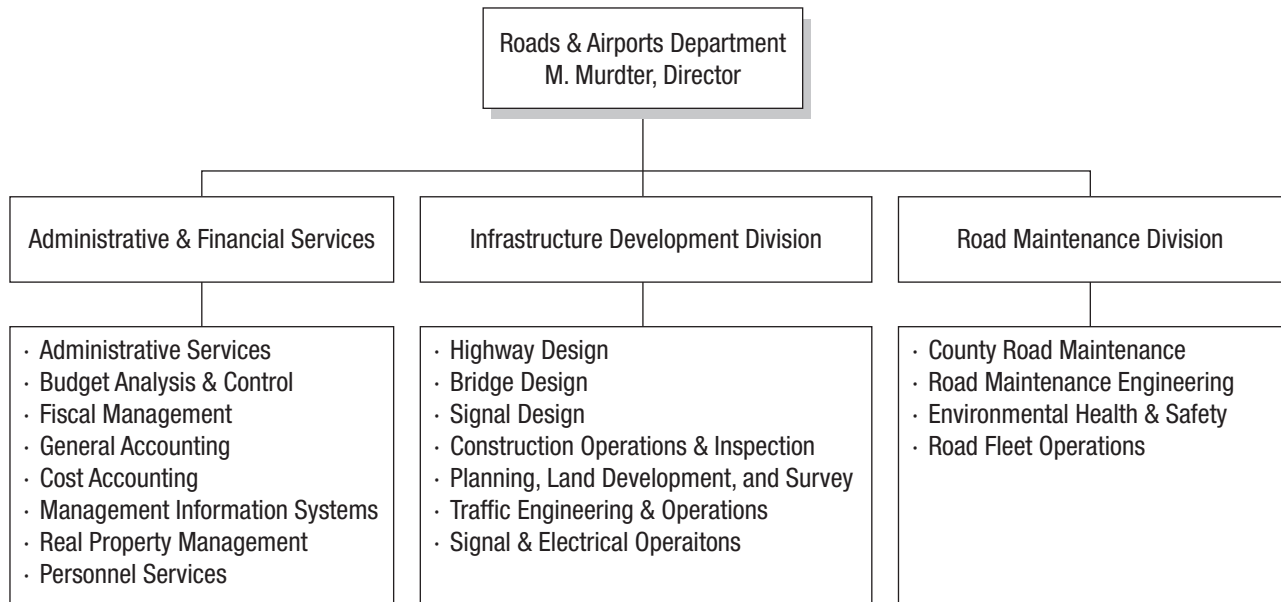 Roads & Airports Department
M. Murdter, Director
Administrative & Financial Services
Infrastructure Development Division
Road Maintenance Division
· Administrative Services
· Budget Analysis & Control
· Fiscal Management
· General Accounting
· Cost Accounting
· Management Information Systems
· Real Property Management
· Personnel Services
· Highway Design
· Bridge Design
· Signal Design
· Construction Operations & Inspection
· Planning, Land Development, and Survey
· Traffic Engineering & Operations
· Signal & Electrical Operaitons
· County Road Maintenance
· Road Maintenance Engineering
· Environmental Health & Safety
· Road Fleet Operations